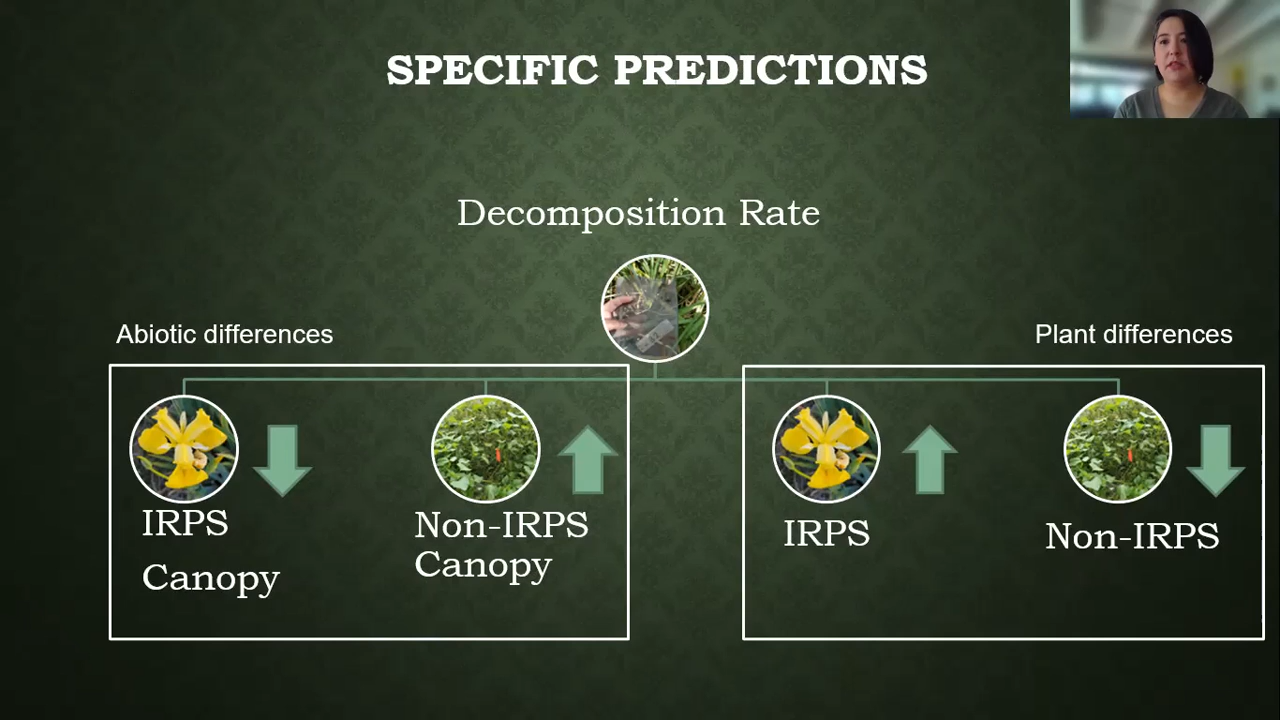 SPECIFIC PREDICTIONS
Decomposition Rate
Abiotic differences
Plant differences
IRPS
Canopy
Non-IRPS
Canopy
IRPS
Non-IRPS